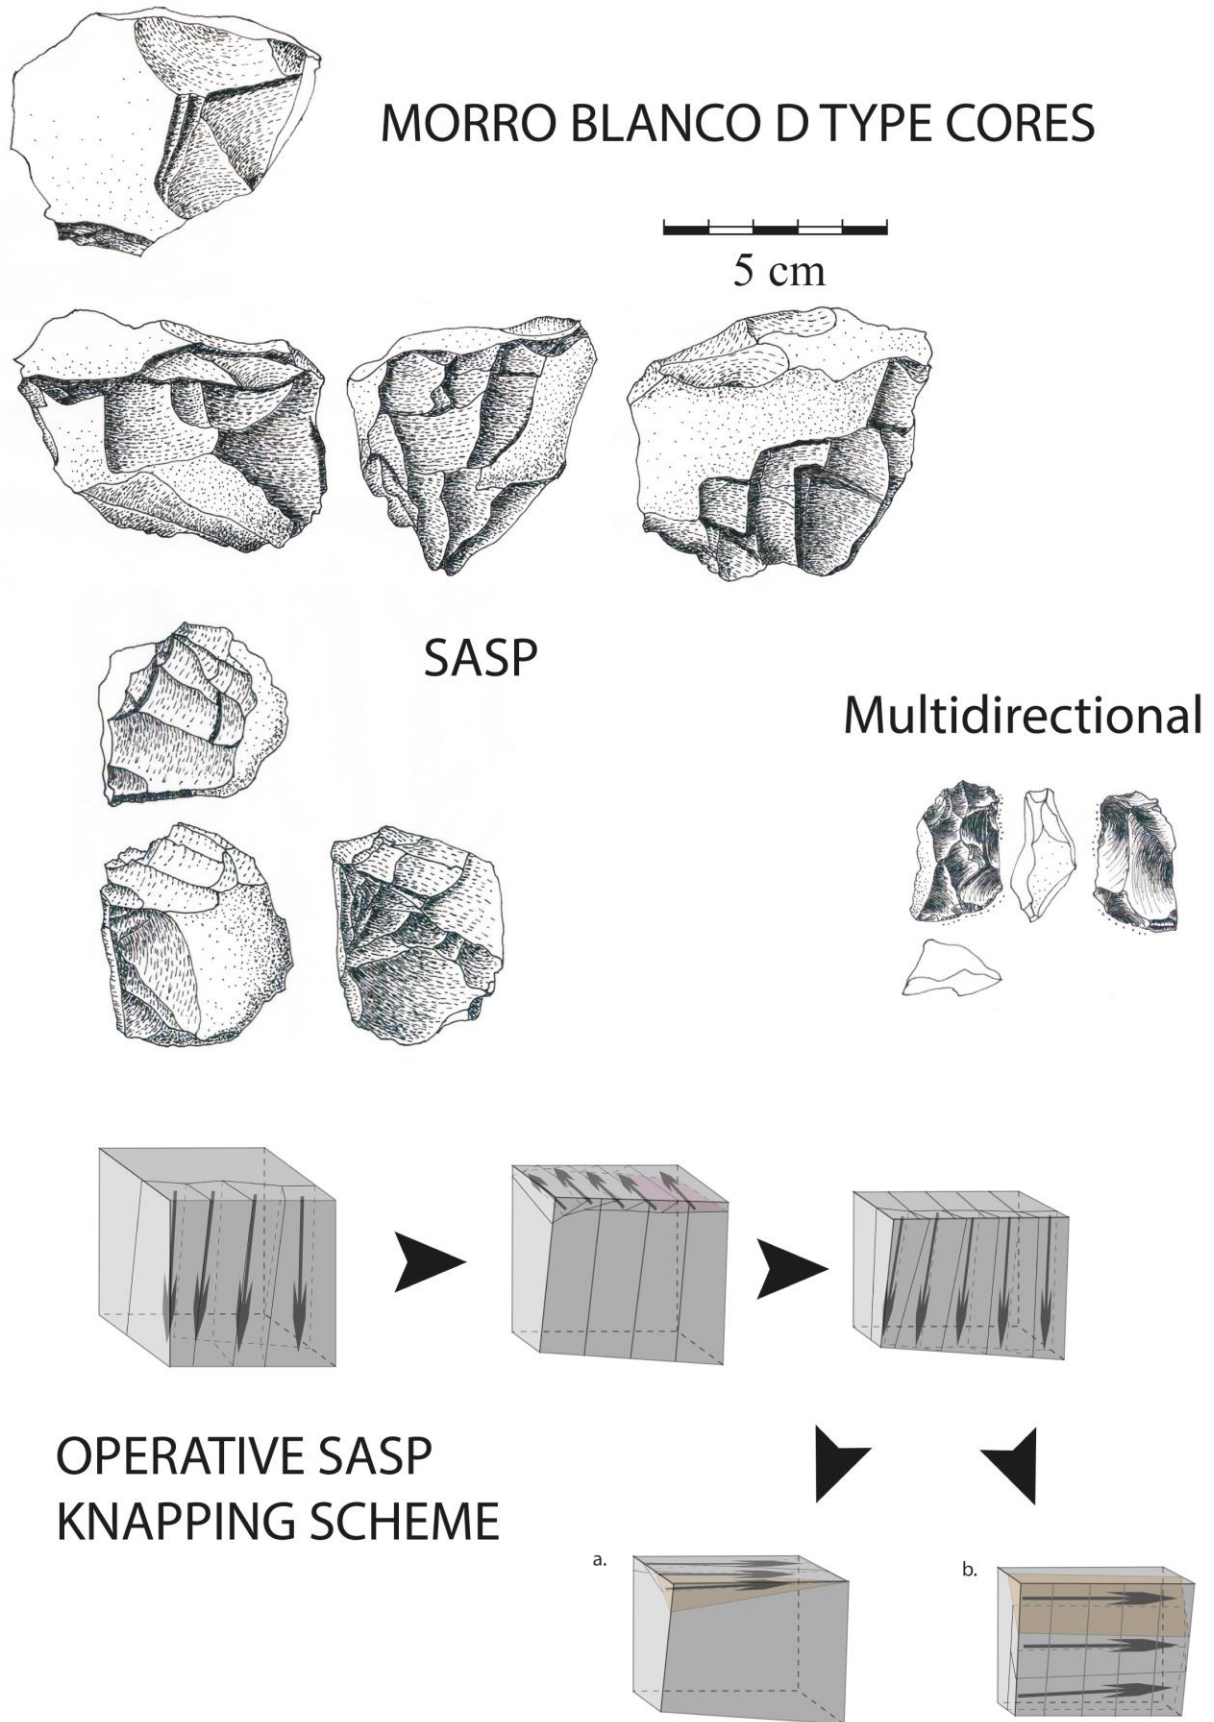 MORRO BLANCO D TYPE CORES
5 cm
SASP
Multidirectional
OPERATIVE SASP
KNAPPING SCHEME
a.
b.